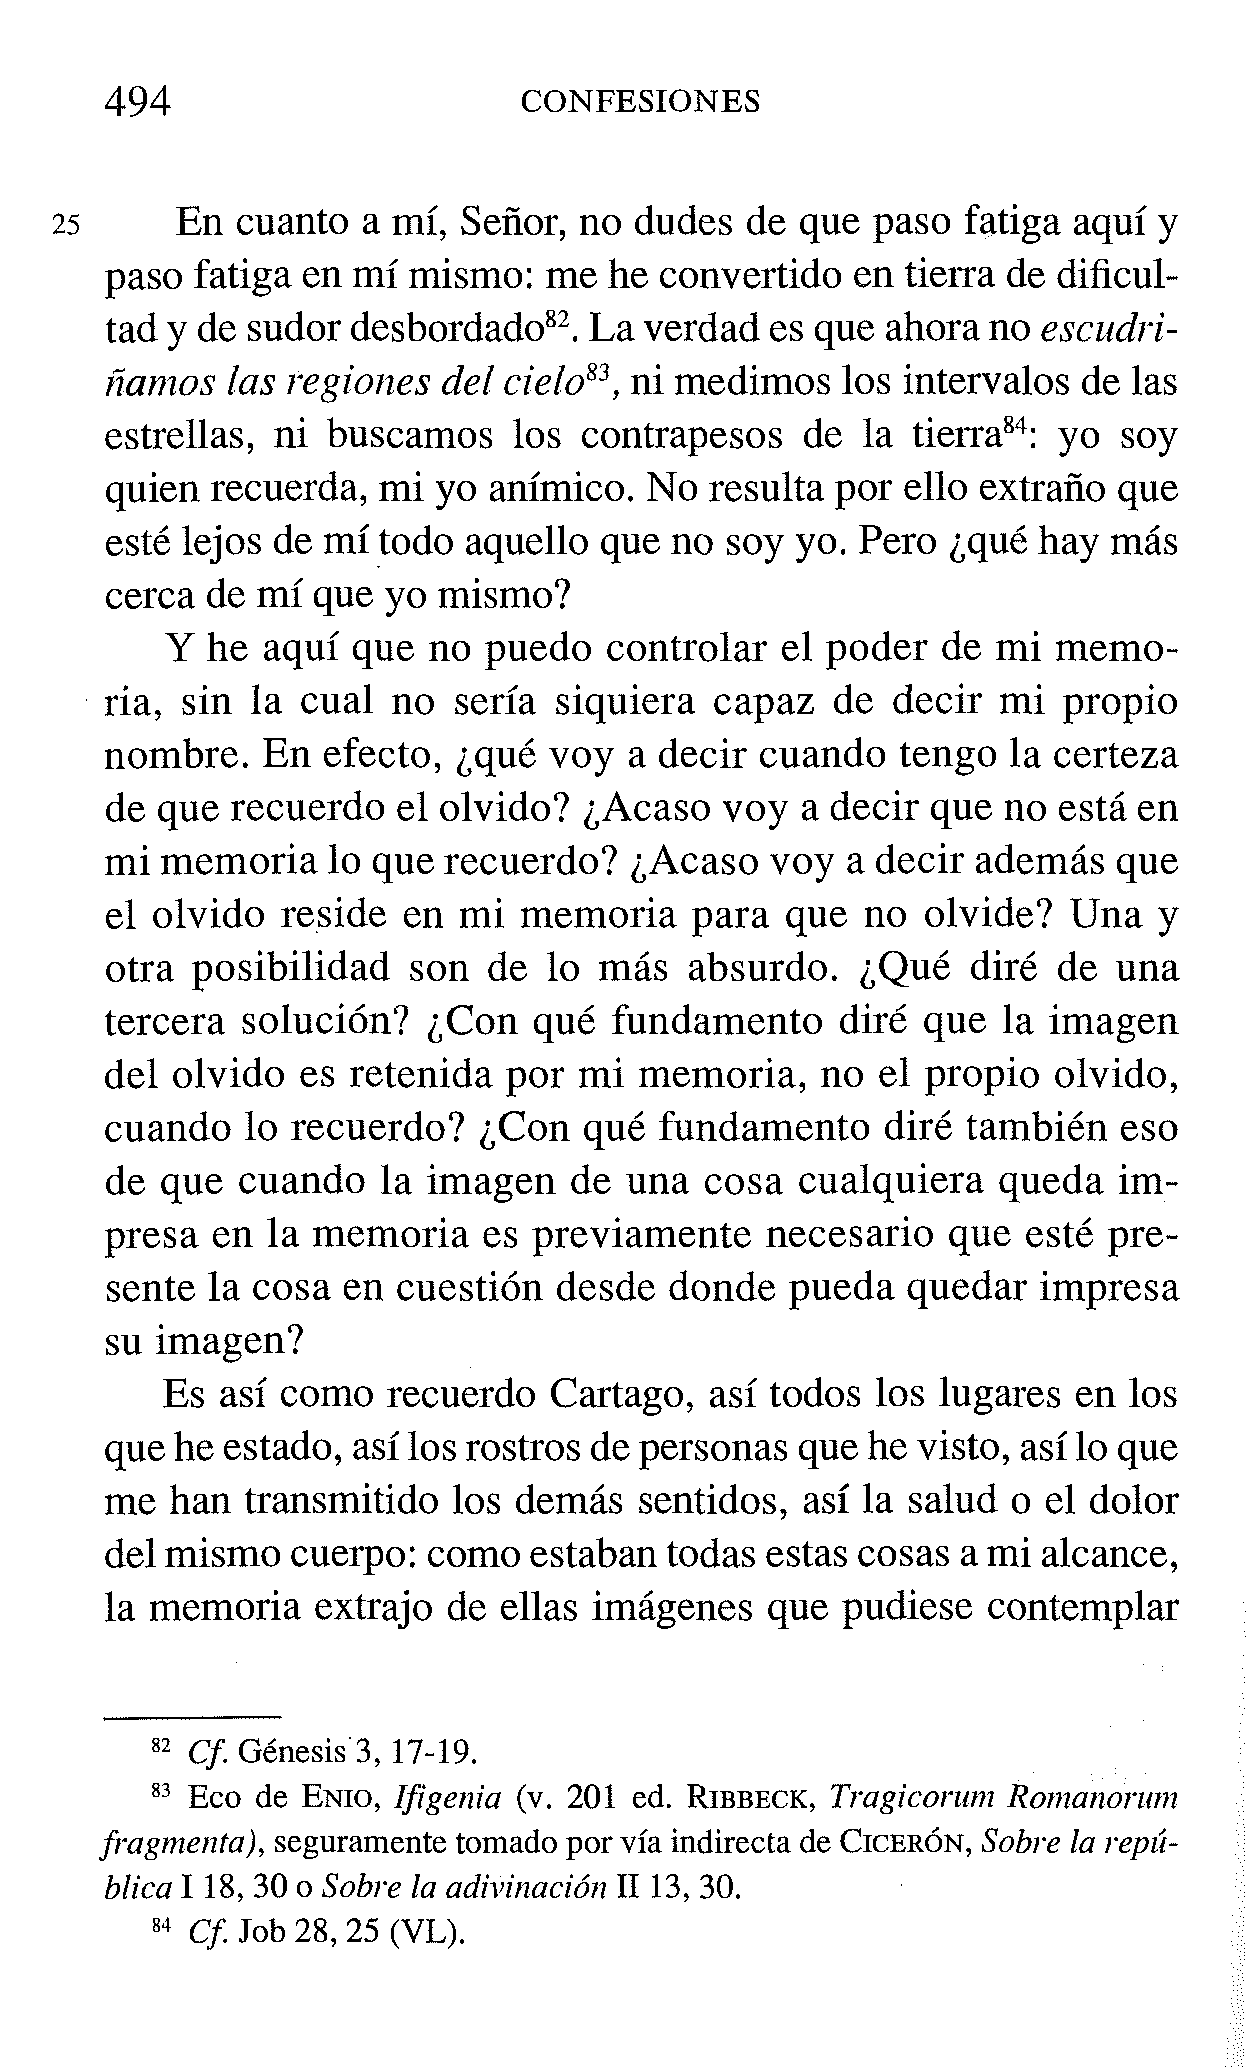 494 CONFESIONES
25 En cuanto a mí, Señor, no dudes de que paso fatiga aquí y
paso fatiga en mí mismo: me he convertido en tierra de dificul-
tad y de sudor desbordado⁸². La verdad es que ahora no escudri-
ñamos las regiones del cielo⁸³, ni medimos los intervalos de las
estrellas, ni buscamos los contrapesos de la tierra⁸⁴: yo soy
quien recuerda, mi yo anímico. No resulta por ello extraño que
esté lejos de mí todo aquello que no soy yo. Pero ¿qué hay más
cerca de mí que yo mismo?
Y he aquí que no puedo controlar el poder de mi memo-
ria, sin la cual no sería siquiera capaz de decir mi propio
nombre. En efecto, ¿qué voy a decir cuando tengo la certeza
de que recuerdo el olvido? ¿Acaso voy a decir que no está en
mi memoria lo que recuerdo? ¿Acaso voy a decir además que
el olvido reside en mi memoria para que no olvide? Una y
otra posibilidad son de lo más absurdo. ¿Qué diré de una
tercera solución? ¿Con qué fundamento diré que la imagen
del olvido es retenida por mi memoria, no el propio olvido,
cuando lo recuerdo? ¿Con qué fundamento diré también eso
de que cuando la imagen de una cosa cualquiera queda im-
presa en la memoria es previamente necesario que esté pre-
sente la cosa en cuestión desde donde pueda quedar impresa
su imagen?
Es así como recuerdo Cartago, así todos los lugares en los
que he estado, así los rostros de personas que he visto, así lo que
me han transmitido los demás sentidos, así la salud o el dolor
del mismo cuerpo: como estaban todas estas cosas a mi alcance,
la memoria extrajo de ellas imágenes que pudiese contemplar
⁸² Cf. Génesis 3, 17-19.
⁸³ Eco de ENIO, Ifigenia (v. 201 ed. RIBBECK, Tragicorum Romanorum
fragmenta), seguramente tomado por vía indirecta de CICERÓN, Sobre la repú-
blica I 18, 30 o Sobre la adivinación II 13, 30.
⁸⁴ Cf. Job 28, 25 (VL).